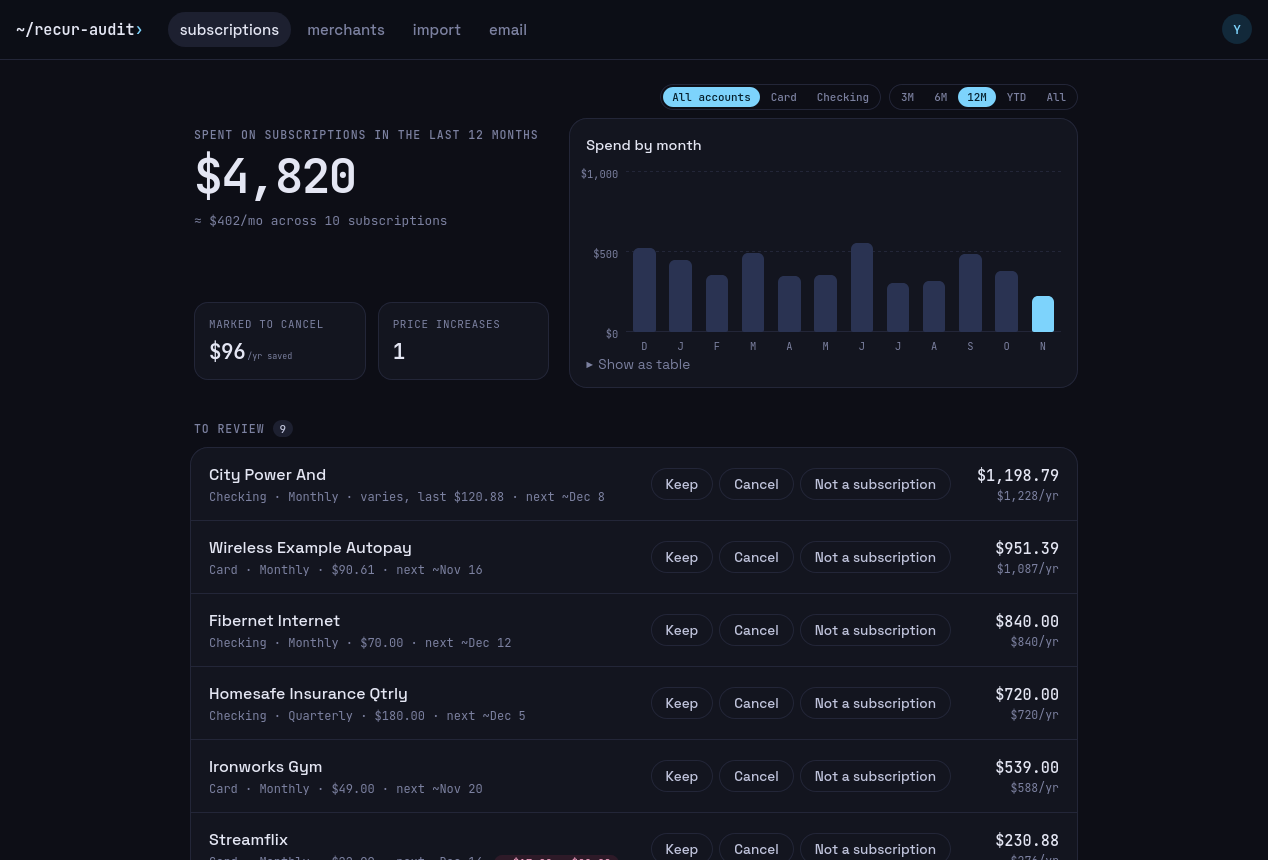 ~/recur-audit›
subscriptions merchants import email
Y
All accounts Card Checking
3M 6M 12M YTD All
SPENT ON SUBSCRIPTIONS IN THE LAST 12 MONTHS
$4,820
≈ $402/mo across 10 subscriptions
MARKED TO CANCEL
$96 /yr saved
PRICE INCREASES
1
Spend by month
$1,000
$500
$0
D J F M A M J J A S O N
▸ Show as table
TO REVIEW 9
City Power And
Checking · Monthly · varies, last $120.88 · next ~Dec 8
Keep Cancel Not a subscription
$1,198.79
$1,228/yr
Wireless Example Autopay
Card · Monthly · $90.61 · next ~Nov 16
Keep Cancel Not a subscription
$951.39
$1,087/yr
Fibernet Internet
Checking · Monthly · $70.00 · next ~Dec 12
Keep Cancel Not a subscription
$840.00
$840/yr
Homesafe Insurance Qtrly
Checking · Quarterly · $180.00 · next ~Dec 5
Keep Cancel Not a subscription
$720.00
$720/yr
Ironworks Gym
Card · Monthly · $49.00 · next ~Nov 20
Keep Cancel Not a subscription
$539.00
$588/yr
Streamflix
Keep Cancel Not a subscription
$230.88